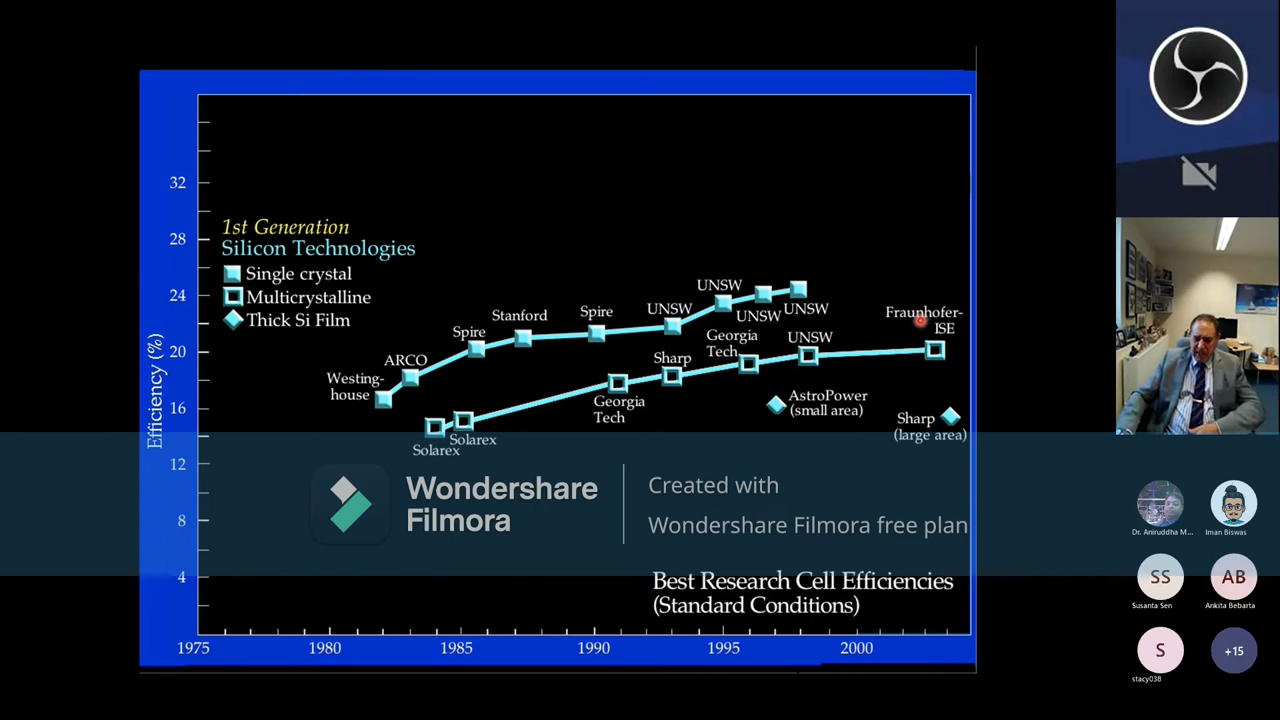 32
28
24
20
16
12
8
4
Efficiency (%)
1st Generation
Silicon Technologies
Single crystal
Multicrystalline
Thick Si Film
Westing-
house
ARCO
Spire
Stanford
Spire
UNSW
UNSW
UNSW
UNSW
Solarex
Solarex
Georgia
Tech
Sharp
Georgia
Tech
UNSW
Fraunhofer-
ISE
AstroPower
(small area)
Sharp
(large area)
Wondershare
Filmora
Created with
Wondershare Filmora free plan
Best Research Cell Efficiencies
(Standard Conditions)
1975 1980 1985 1990 1995 2000
Dr. Aniruddha M...
Iman Biswas
SS
Susanta Sen
AB
Ankita Bebarta
S
stacy038
+15